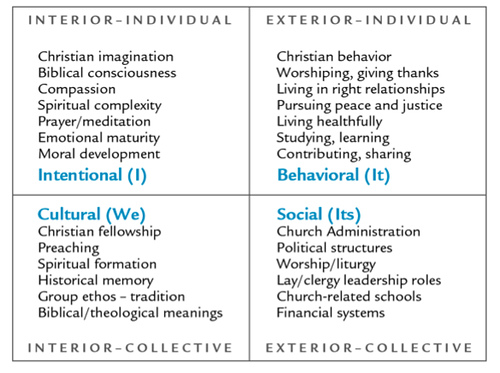 INTERIOR–INDIVIDUAL
Christian imagination
Biblical consciousness
Compassion
Spiritual complexity
Prayer/meditation
Emotional maturity
Moral development
Intentional (I)
EXTERIOR–INDIVIDUAL
Christian behavior
Worshiping, giving thanks
Living in right relationships
Pursuing peace and justice
Living healthfully
Studying, learning
Contributing, sharing
Behavioral (It)
Cultural (We)
Christian fellowship
Preaching
Spiritual formation
Historical memory
Group ethos – tradition
Biblical/theological meanings
INTERIOR–COLLECTIVE
Social (Its)
Church Administration
Political structures
Worship/liturgy
Lay/clergy leadership roles
Church-related schools
Financial systems
EXTERIOR–COLLECTIVE